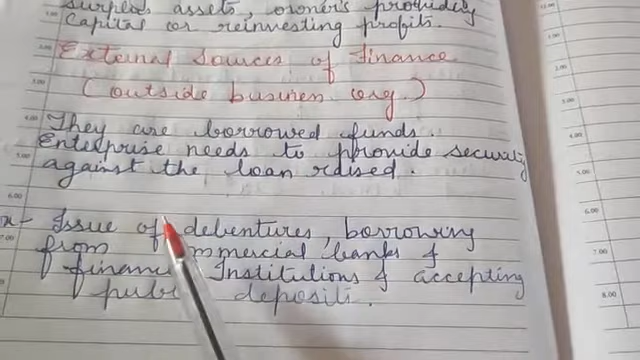 surplus assets, owner's providing
Capital or reinvesting profits.
External Sources of Finance
(outside business org.)
They are borrowed funds.
Enterprise needs to provide security
against the loan raised.
Issue of debentures, borrowing
from commercial banks &
financial Institutions & accepting
public deposits.